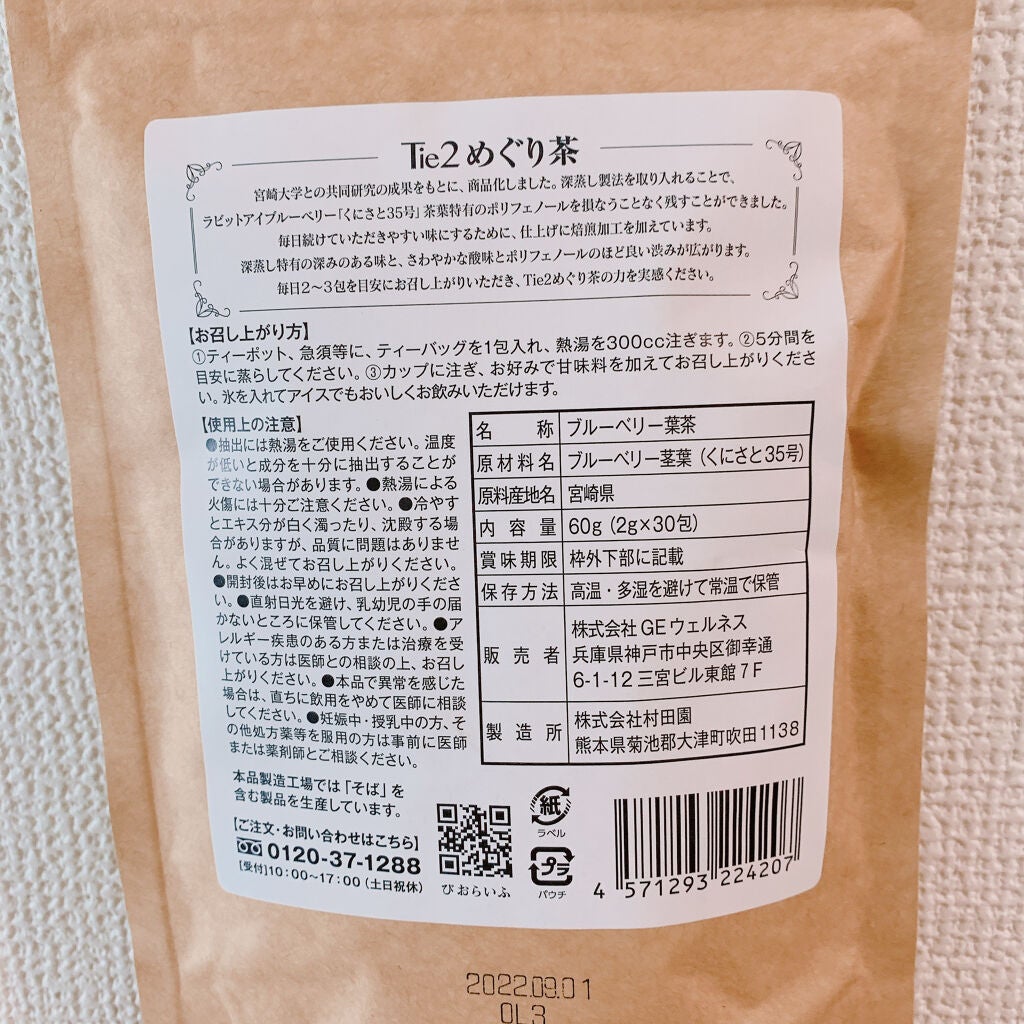 Tie2めぐり茶
宮崎大学との共同研究の成果をもとに、商品化しました。深蒸し製法を取り入れることで、
ラビットアイブルーベリー「くにさと35号」茶葉特有のポリフェノールを損なうことなく残すことができました。
毎日続けていただきやすい味にするために、仕上げに焙煎加工を加えています。
深蒸し特有の深みのある味と、さわやかな酸味とポリフェノールのほど良い渋みが広がります。
毎日2〜3包を目安にお召し上がりいただき、Tie2めぐり茶の力を実感ください。
【お召し上がり方】
①ティーポット、急須等に、ティーバッグを1包入れ、熱湯を300cc注ぎます。②5分間を
目安に蒸らしてください。③カップに注ぎ、お好みで甘味料を加えてお召し上がりくださ
い。氷を入れてアイスでもおいしくお飲みいただけます。
【使用上の注意】
●抽出には熱湯をご使用ください。温度
が低いと成分を十分に抽出することが
できない場合があります。●熱湯による
火傷には十分ご注意ください。●冷やす
とエキス分が白く濁ったり、沈殿する場
合がありますが、品質に問題はありませ
ん。よく混ぜてお召し上がりください。
●開封後はお早めにお召し上がりくださ
い。●直射日光を避け、乳幼児の手の届
かないところに保管してください。●ア
レルギー疾患のある方または治療を受
けている方は医師との相談の上、お召し
上がりください。●本品で異常を感じた
場合は、直ちに飲用をやめて医師に相談
してください。●妊娠中・授乳中の方、そ
の他処方薬等を服用の方は事前に医師
または薬剤師とご相談ください。
本品製造工場では「そば」を
含む製品を生産しています。
【ご注文・お問い合わせはこちら】
0120-37-1288
[受付]10:00〜17:00(土日祝休)
名称 ブルーベリー葉茶
原材料名 ブルーベリー茎葉(くにさと35号)
原料産地名 宮崎県
内容量 60g(2g×30包)
賞味期限 枠外下部に記載
保存方法 高温・多湿を避けて常温で保管
販売者 株式会社GEウェルネス
兵庫県神戸市中央区御幸通
6-1-12三宮ビル東館7F
製造所 株式会社村田園
熊本県菊池郡大津町吹田1138
びおらいふ
紙
ラベル
プラ
パウチ
4 571293 224207
2022.09.01
0L3